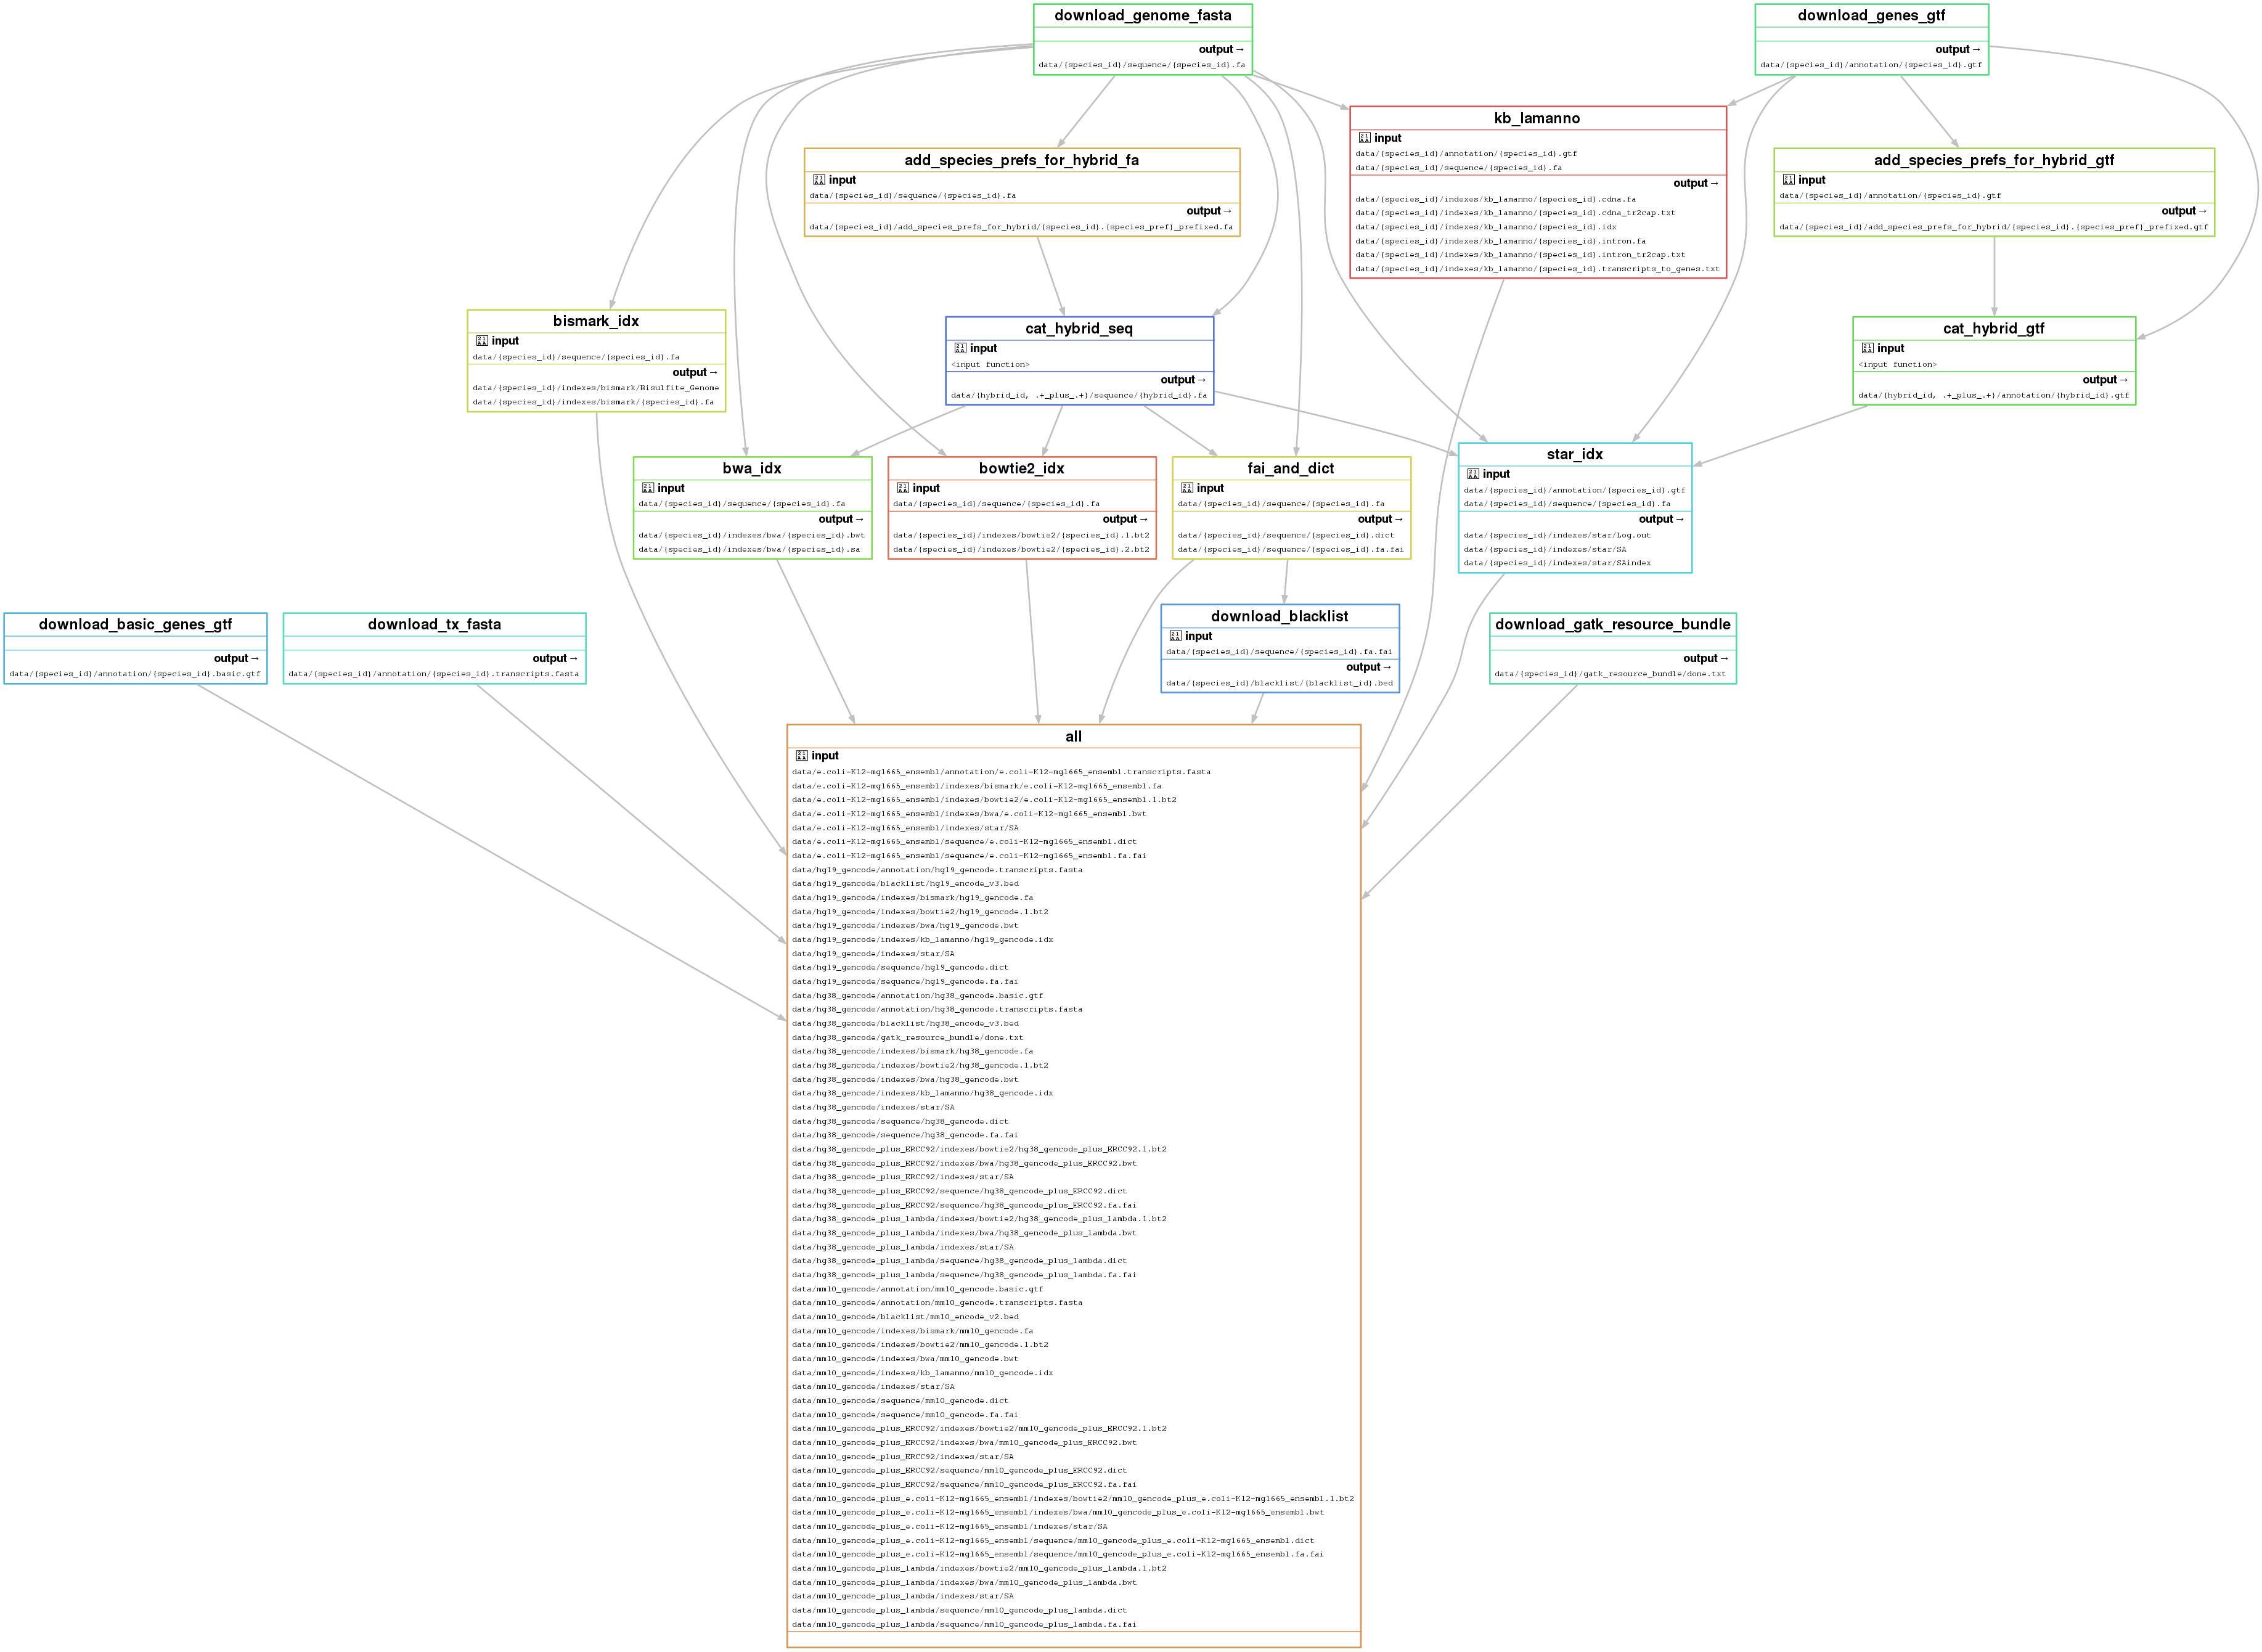 download_genome_fasta
output →
data/{species_id}/sequence/{species_id}.fa
download_genes_gtf
output →
data/{species_id}/annotation/{species_id}.gtf
kb_lamanno
input
data/{species_id}/annotation/{species_id}.gtf
data/{species_id}/sequence/{species_id}.fa
output →
data/{species_id}/indexes/kb_lamanno/{species_id}.cdna.fa
data/{species_id}/indexes/kb_lamanno/{species_id}.cdna_tr2cap.txt
data/{species_id}/indexes/kb_lamanno/{species_id}.idx
data/{species_id}/indexes/kb_lamanno/{species_id}.intron.fa
data/{species_id}/indexes/kb_lamanno/{species_id}.intron_tr2cap.txt
data/{species_id}/indexes/kb_lamanno/{species_id}.transcripts_to_genes.txt
add_species_prefs_for_hybrid_fa
input
data/{species_id}/sequence/{species_id}.fa
output →
data/{species_id}/add_species_prefs_for_hybrid/{species_id}.{species_pref}_prefixed.fa
add_species_prefs_for_hybrid_gtf
input
data/{species_id}/annotation/{species_id}.gtf
output →
data/{species_id}/add_species_prefs_for_hybrid/{species_id}.{species_pref}_prefixed.gtf
bismark_idx
input
data/{species_id}/sequence/{species_id}.fa
output →
data/{species_id}/indexes/bismark/Bisulfite_Genome
data/{species_id}/indexes/bismark/{species_id}.fa
cat_hybrid_seq
input
<input function>
output →
data/{hybrid_id, .+_plus_.+}/sequence/{hybrid_id}.fa
cat_hybrid_gtf
input
<input function>
output →
data/{hybrid_id, .+_plus_.+}/annotation/{hybrid_id}.gtf
bwa_idx
input
data/{species_id}/sequence/{species_id}.fa
output →
data/{species_id}/indexes/bwa/{species_id}.bwt
data/{species_id}/indexes/bwa/{species_id}.sa
bowtie2_idx
input
data/{species_id}/sequence/{species_id}.fa
output →
data/{species_id}/indexes/bowtie2/{species_id}.1.bt2
data/{species_id}/indexes/bowtie2/{species_id}.2.bt2
fai_and_dict
input
data/{species_id}/sequence/{species_id}.fa
output →
data/{species_id}/sequence/{species_id}.dict
data/{species_id}/sequence/{species_id}.fa.fai
star_idx
input
data/{species_id}/annotation/{species_id}.gtf
data/{species_id}/sequence/{species_id}.fa
output →
data/{species_id}/indexes/star/Log.out
data/{species_id}/indexes/star/SA
data/{species_id}/indexes/star/SAindex
download_basic_genes_gtf
output →
data/{species_id}/annotation/{species_id}.basic.gtf
download_tx_fasta
output →
data/{species_id}/annotation/{species_id}.transcripts.fasta
download_blacklist
input
data/{species_id}/sequence/{species_id}.fa.fai
output →
data/{species_id}/blacklist/{blacklist_id}.bed
download_gatk_resource_bundle
output →
data/{species_id}/gatk_resource_bundle/done.txt
all
input
data/e.coli-K12-mg1665_ensembl/annotation/e.coli-K12-mg1665_ensembl.transcripts.fasta
data/e.coli-K12-mg1665_ensembl/indexes/bismark/e.coli-K12-mg1665_ensembl.fa
data/e.coli-K12-mg1665_ensembl/indexes/bowtie2/e.coli-K12-mg1665_ensembl.1.bt2
data/e.coli-K12-mg1665_ensembl/indexes/bwa/e.coli-K12-mg1665_ensembl.bwt
data/e.coli-K12-mg1665_ensembl/indexes/star/SA
data/e.coli-K12-mg1665_ensembl/sequence/e.coli-K12-mg1665_ensembl.dict
data/e.coli-K12-mg1665_ensembl/sequence/e.coli-K12-mg1665_ensembl.fa.fai
data/hg19_gencode/annotation/hg19_gencode.transcripts.fasta
data/hg19_gencode/blacklist/hg19_encode_v3.bed
data/hg19_gencode/indexes/bismark/hg19_gencode.fa
data/hg19_gencode/indexes/bowtie2/hg19_gencode.1.bt2
data/hg19_gencode/indexes/bwa/hg19_gencode.bwt
data/hg19_gencode/indexes/kb_lamanno/hg19_gencode.idx
data/hg19_gencode/indexes/star/SA
data/hg19_gencode/sequence/hg19_gencode.dict
data/hg19_gencode/sequence/hg19_gencode.fa.fai
data/hg38_gencode/annotation/hg38_gencode.basic.gtf
data/hg38_gencode/annotation/hg38_gencode.transcripts.fasta
data/hg38_gencode/blacklist/hg38_encode_v3.bed
data/hg38_gencode/gatk_resource_bundle/done.txt
data/hg38_gencode/indexes/bismark/hg38_gencode.fa
data/hg38_gencode/indexes/bowtie2/hg38_gencode.1.bt2
data/hg38_gencode/indexes/bwa/hg38_gencode.bwt
data/hg38_gencode/indexes/kb_lamanno/hg38_gencode.idx
data/hg38_gencode/indexes/star/SA
data/hg38_gencode/sequence/hg38_gencode.dict
data/hg38_gencode/sequence/hg38_gencode.fa.fai
data/hg38_gencode_plus_ERCC92/indexes/bowtie2/hg38_gencode_plus_ERCC92.1.bt2
data/hg38_gencode_plus_ERCC92/indexes/bwa/hg38_gencode_plus_ERCC92.bwt
data/hg38_gencode_plus_ERCC92/indexes/star/SA
data/hg38_gencode_plus_ERCC92/sequence/hg38_gencode_plus_ERCC92.dict
data/hg38_gencode_plus_ERCC92/sequence/hg38_gencode_plus_ERCC92.fa.fai
data/hg38_gencode_plus_lambda/indexes/bowtie2/hg38_gencode_plus_lambda.1.bt2
data/hg38_gencode_plus_lambda/indexes/bwa/hg38_gencode_plus_lambda.bwt
data/hg38_gencode_plus_lambda/indexes/star/SA
data/hg38_gencode_plus_lambda/sequence/hg38_gencode_plus_lambda.dict
data/hg38_gencode_plus_lambda/sequence/hg38_gencode_plus_lambda.fa.fai
data/mm10_gencode/annotation/mm10_gencode.basic.gtf
data/mm10_gencode/annotation/mm10_gencode.transcripts.fasta
data/mm10_gencode/blacklist/mm10_encode_v2.bed
data/mm10_gencode/indexes/bismark/mm10_gencode.fa
data/mm10_gencode/indexes/bowtie2/mm10_gencode.1.bt2
data/mm10_gencode/indexes/bwa/mm10_gencode.bwt
data/mm10_gencode/indexes/kb_lamanno/mm10_gencode.idx
data/mm10_gencode/indexes/star/SA
data/mm10_gencode/sequence/mm10_gencode.dict
data/mm10_gencode/sequence/mm10_gencode.fa.fai
data/mm10_gencode_plus_ERCC92/indexes/bowtie2/mm10_gencode_plus_ERCC92.1.bt2
data/mm10_gencode_plus_ERCC92/indexes/bwa/mm10_gencode_plus_ERCC92.bwt
data/mm10_gencode_plus_ERCC92/indexes/star/SA
data/mm10_gencode_plus_ERCC92/sequence/mm10_gencode_plus_ERCC92.dict
data/mm10_gencode_plus_ERCC92/sequence/mm10_gencode_plus_ERCC92.fa.fai
data/mm10_gencode_plus_e.coli-K12-mg1665_ensembl/indexes/bowtie2/mm10_gencode_plus_e.coli-K12-mg1665_ensembl.1.bt2
data/mm10_gencode_plus_e.coli-K12-mg1665_ensembl/indexes/bwa/mm10_gencode_plus_e.coli-K12-mg1665_ensembl.bwt
data/mm10_gencode_plus_e.coli-K12-mg1665_ensembl/indexes/star/SA
data/mm10_gencode_plus_e.coli-K12-mg1665_ensembl/sequence/mm10_gencode_plus_e.coli-K12-mg1665_ensembl.dict
data/mm10_gencode_plus_e.coli-K12-mg1665_ensembl/sequence/mm10_gencode_plus_e.coli-K12-mg1665_ensembl.fa.fai
data/mm10_gencode_plus_lambda/indexes/bowtie2/mm10_gencode_plus_lambda.1.bt2
data/mm10_gencode_plus_lambda/indexes/bwa/mm10_gencode_plus_lambda.bwt
data/mm10_gencode_plus_lambda/indexes/star/SA
data/mm10_gencode_plus_lambda/sequence/mm10_gencode_plus_lambda.dict
data/mm10_gencode_plus_lambda/sequence/mm10_gencode_plus_lambda.fa.fai